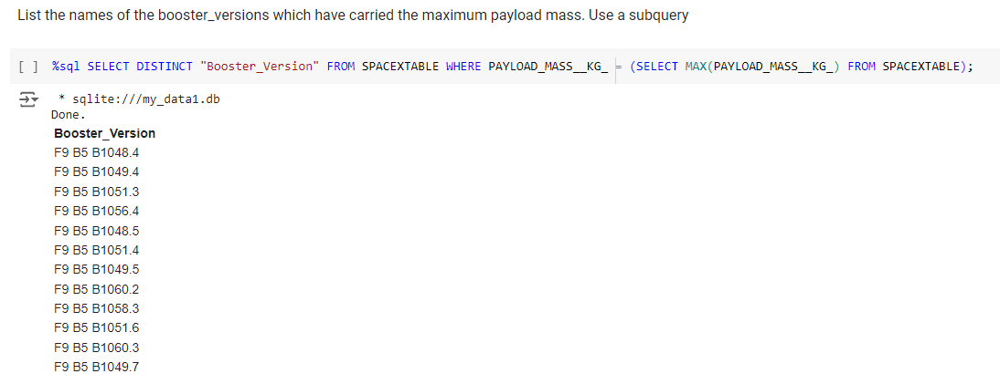 List the names of the booster_versions which have carried the maximum payload mass. Use a subquery
[ ] %sql SELECT DISTINCT "Booster_Version" FROM SPACEXTABLE WHERE PAYLOAD_MASS__KG_ = (SELECT MAX(PAYLOAD_MASS__KG_) FROM SPACEXTABLE);
* sqlite:///my_data1.db
Done.
Booster_Version
F9 B5 B1048.4
F9 B5 B1049.4
F9 B5 B1051.3
F9 B5 B1056.4
F9 B5 B1048.5
F9 B5 B1051.4
F9 B5 B1049.5
F9 B5 B1060.2
F9 B5 B1058.3
F9 B5 B1051.6
F9 B5 B1060.3
F9 B5 B1049.7